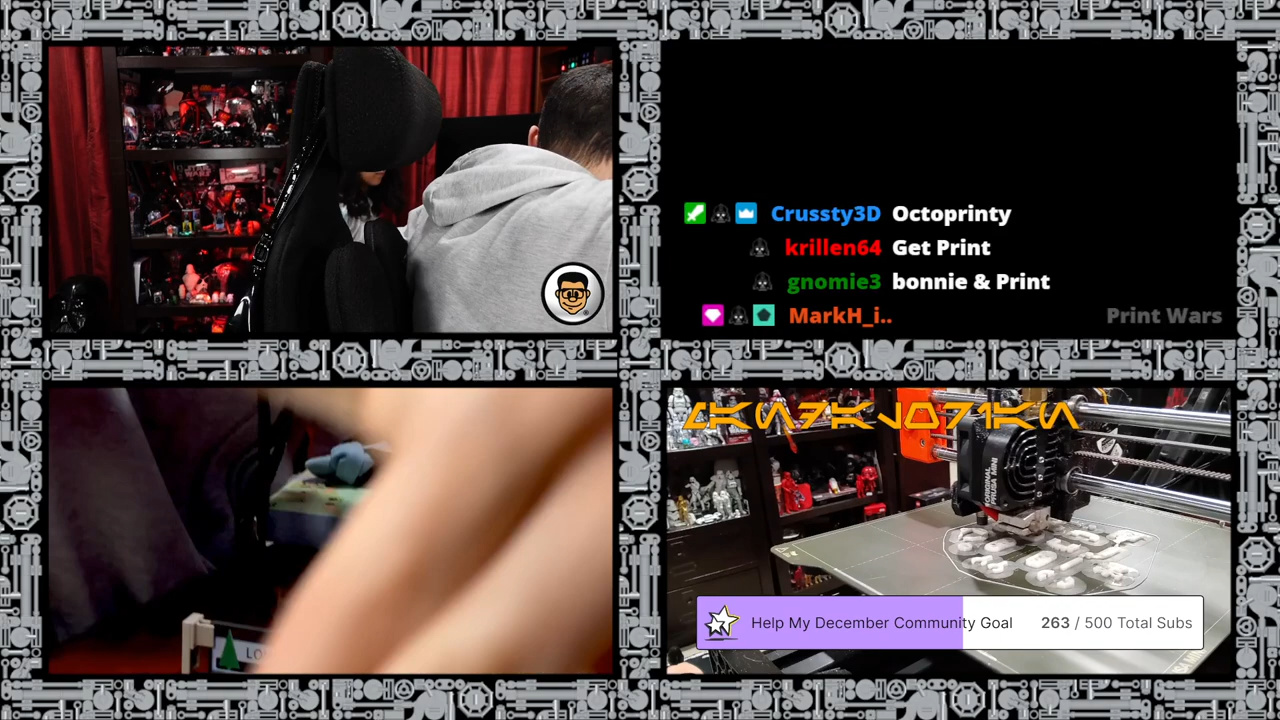 Crussty3D Octoprinty
krillen64 Get Print
gnomie3 bonnie & Print
MarkH_i.. Print Wars
ORIGINAL
PRUSA MINI
Help My December Community Goal 263 / 500 Total Subs